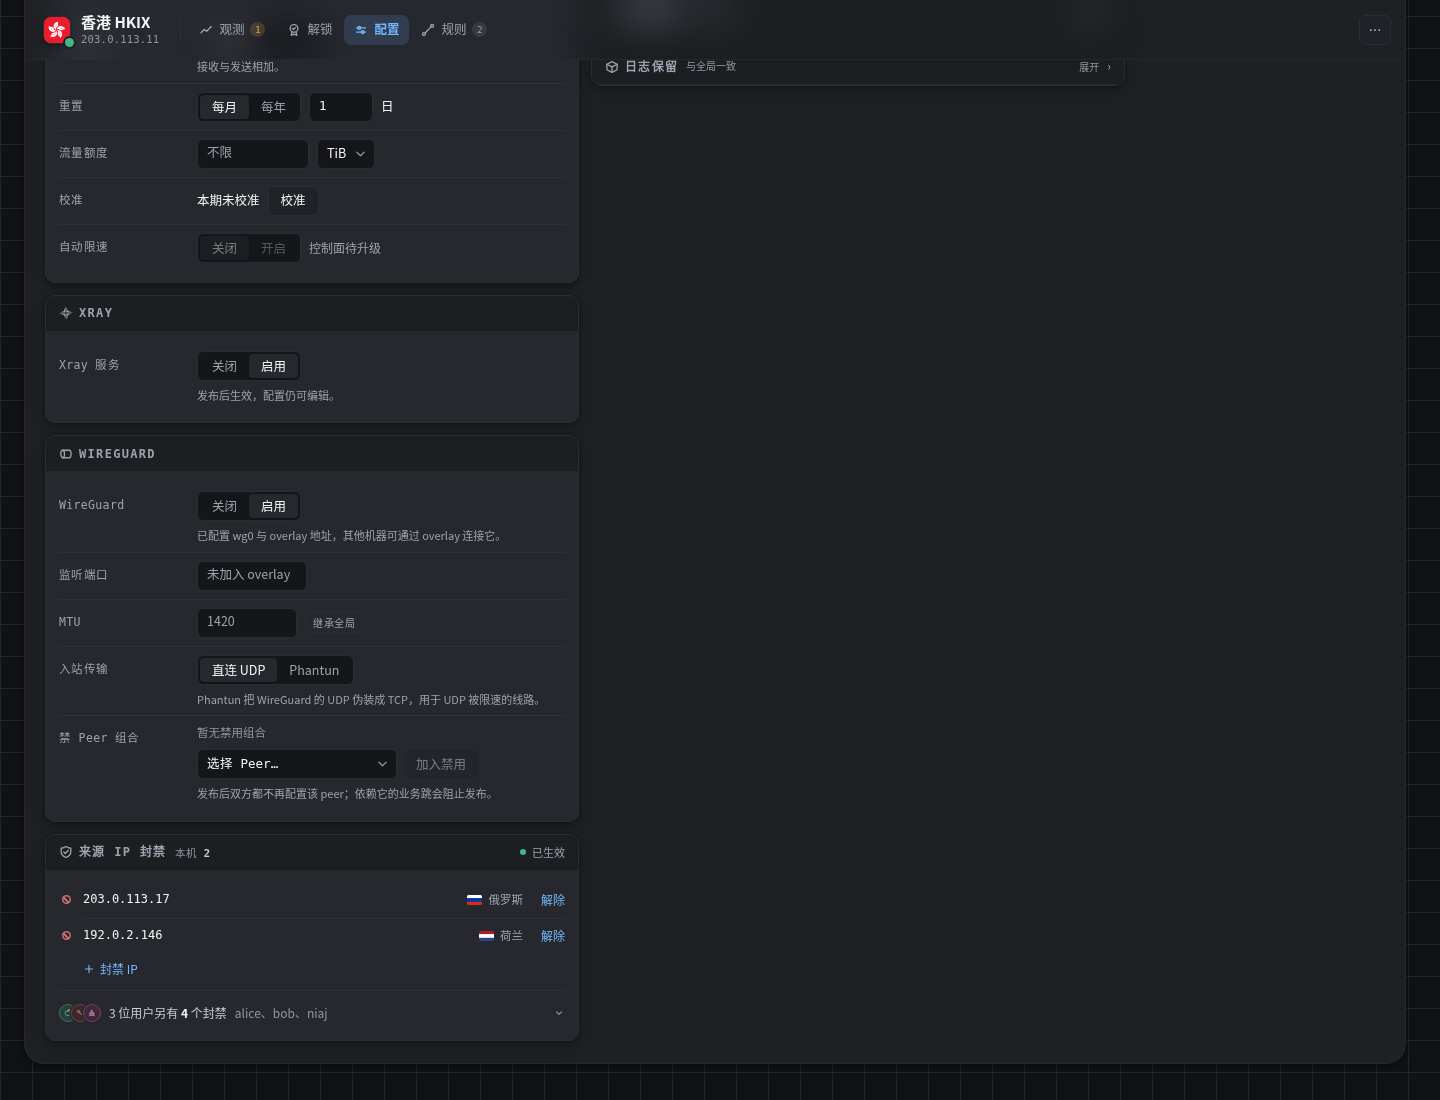 香港 HKIX
203.0.113.11
观测 1
解锁
配置
规则 2
···
接收与发送相加。
日志保留 与全局一致 展开
重置 每月 每年 1 日
流量额度 不限 TiB
校准 本期未校准 校准
自动限速 关闭 开启 控制面待升级
XRAY
Xray 服务 关闭 启用
发布后生效，配置仍可编辑。
WIREGUARD
WireGuard 关闭 启用
已配置 wg0 与 overlay 地址，其他机器可通过 overlay 连接它。
监听端口 未加入 overlay
MTU 1420 继承全局
入站传输 直连 UDP Phantun
Phantun 把 WireGuard 的 UDP 伪装成 TCP，用于 UDP 被限速的线路。
禁 Peer 组合 暂无禁用组合
选择 Peer… 加入禁用
发布后双方都不再配置该 peer；依赖它的业务跳会阻止发布。
来源 IP 封禁 本机 2 已生效
203.0.113.17 俄罗斯 解除
192.0.2.146 荷兰 解除
+ 封禁 IP
3 位用户另有 4 个封禁 alice、bob、niaj